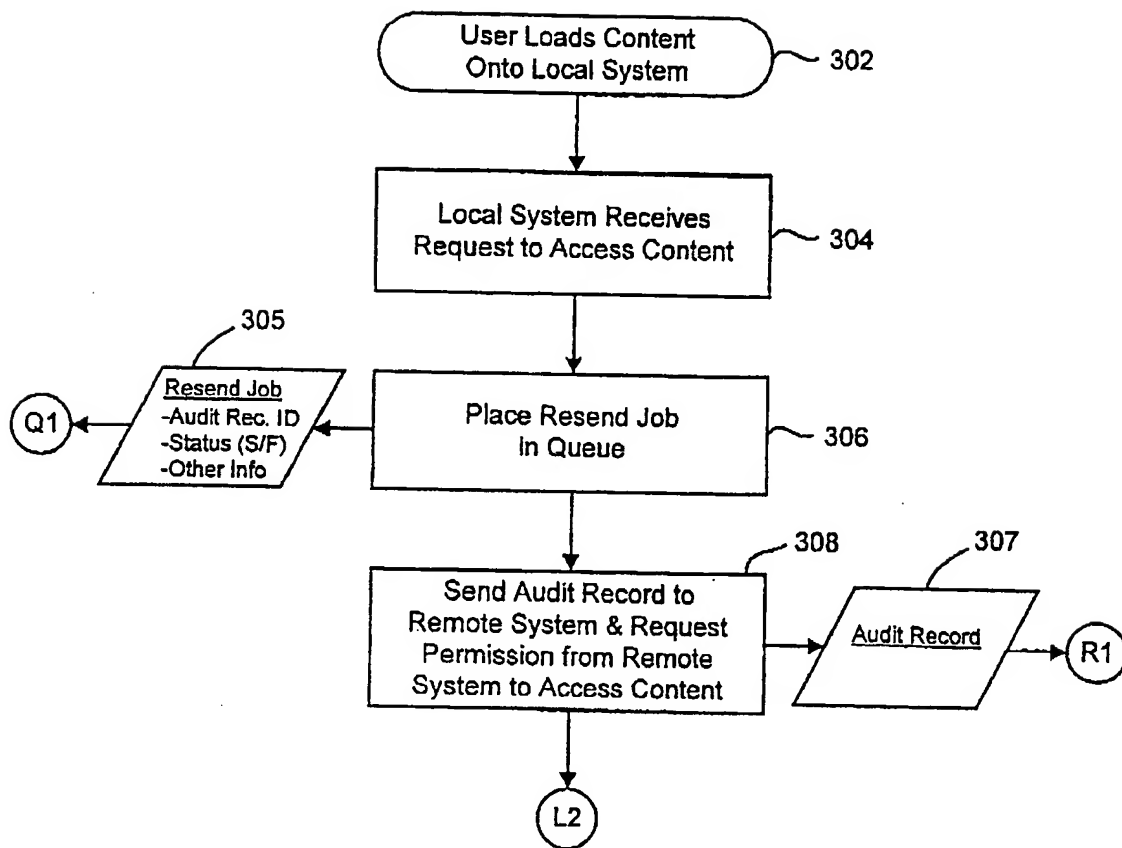 User Loads Content
Onto Local System
302
Local System Receives
Request to Access Content
304
305
Resend Job
-Audit Rec. ID
-Status (S/F)
-Other Info
Q1
Place Resend Job
In Queue
306
308
307
Send Audit Record to
Remote System & Request
Permission from Remote
System to Access Content
Audit Record
R1
L2